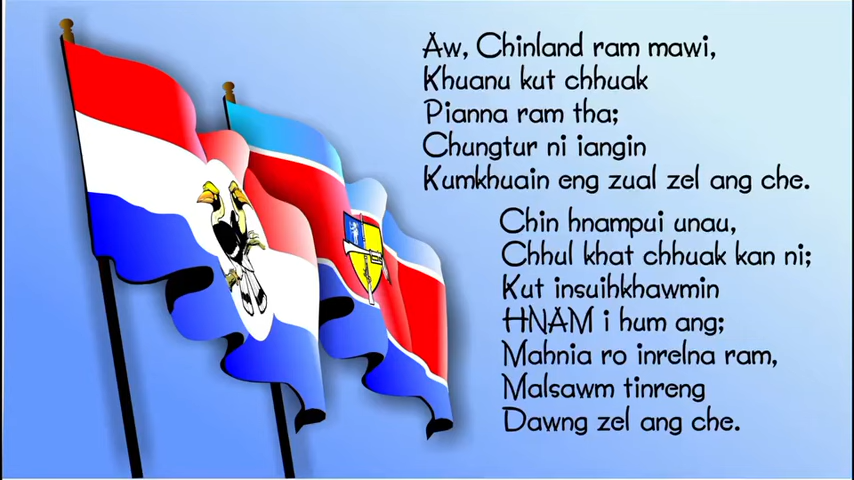 Aw, Chinland ram mawi,
Khuanu kut chhuak
Pianna ram tha;
Chungtur ni iangin
Kumkhuain eng zual zel ang che.
Chin hnampui unau,
Chhul khat chhuak kan ni;
Kut insuihkhawmin
HNAM i hum ang;
Mahnia ro inrelna ram,
Malsawm tinreng
Dawng zel ang che.